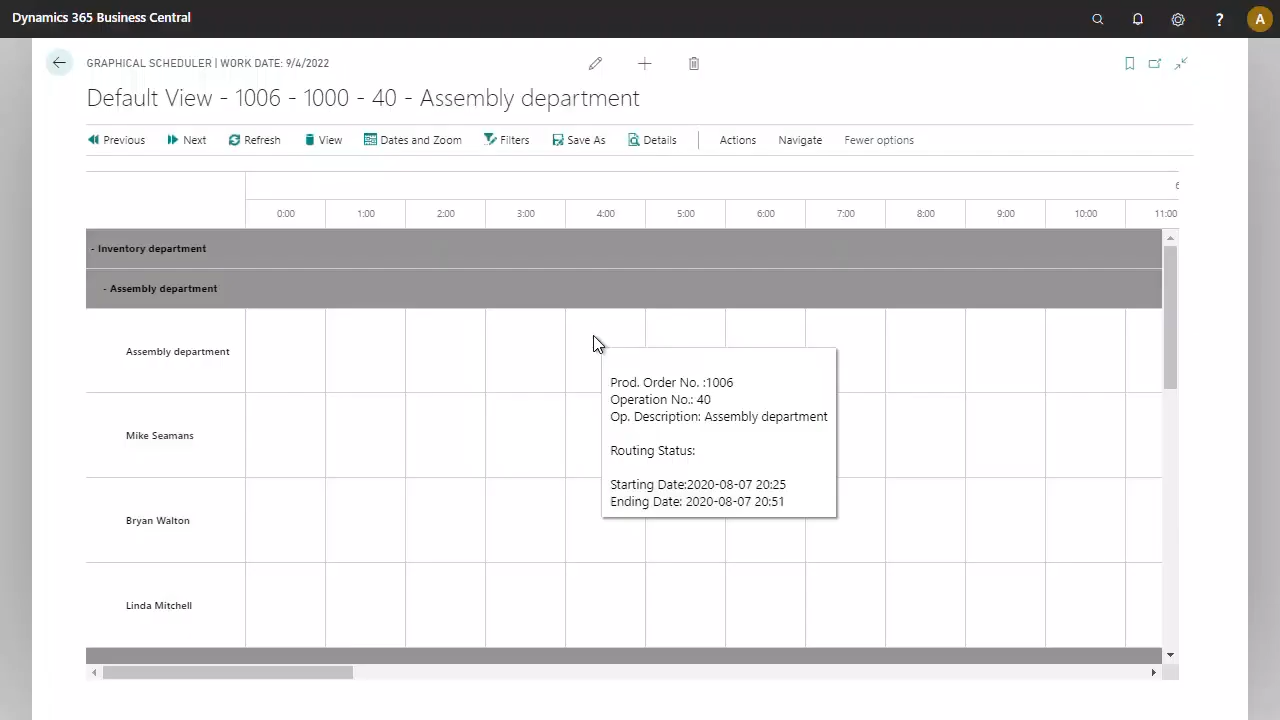 Dynamics 365 Business Central
?
A
GRAPHICAL SCHEDULER | WORK DATE: 9/4/2022
Default View - 1006 - 1000 - 40 - Assembly department
Previous
Next
Refresh
View
Dates and Zoom
Filters
Save As
Details
Actions
Navigate
Fewer options
0:00
1:00
2:00
3:00
4:00
5:00
6:00
7:00
8:00
9:00
10:00
11:00
- Inventory department
- Assembly department
Assembly department
Prod. Order No. :1006
Operation No.: 40
Op. Description: Assembly department
Routing Status:
Starting Date:2020-08-07 20:25
Ending Date: 2020-08-07 20:51
Mike Seamans
Bryan Walton
Linda Mitchell